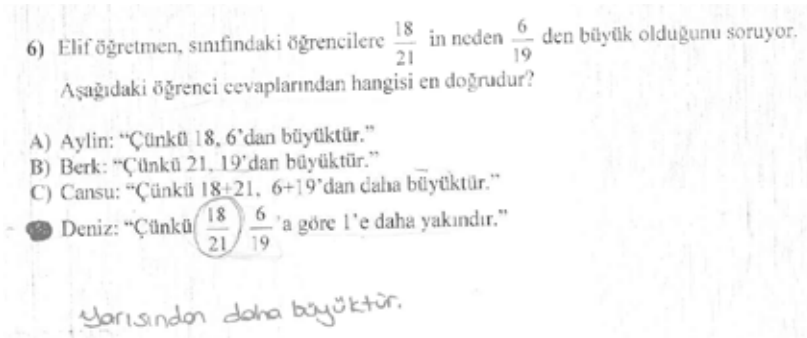 6) Elif öğretmen, sınıfındaki öğrencilere 18/21 in neden 6/19 den büyük olduğunu soruyor.
Aşağıdaki öğrenci cevaplarından hangisi en doğrudur?
A) Aylin: “Çünkü 18, 6’dan büyüktür.”
B) Berk: “Çünkü 21, 19’dan büyüktür.”
C) Cansu: “Çünkü 18+21, 6+19’dan daha büyüktür.”
Deniz: “Çünkü 18/21 6/19 ’a göre 1’e daha yakındır.”
Yarısından daha büyüktür.